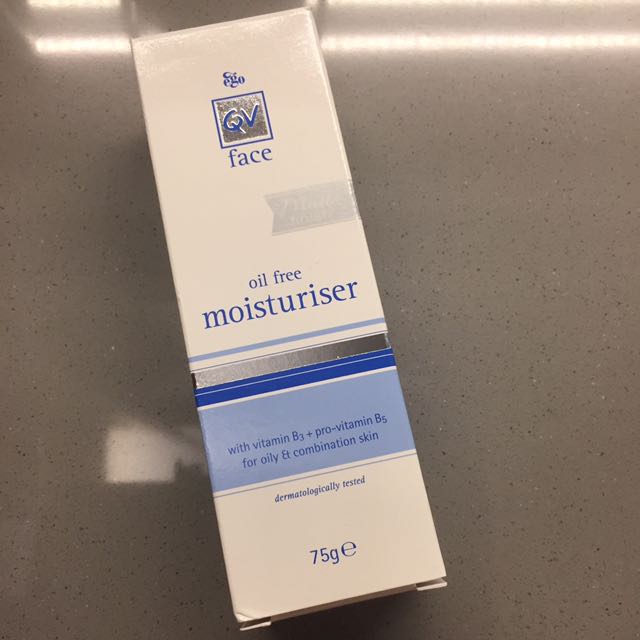 ego
QV
face
oil free
moisturiser
with vitamin B3 + pro-vitamin B5
for oily & combination skin
dermatologically tested
75g℮